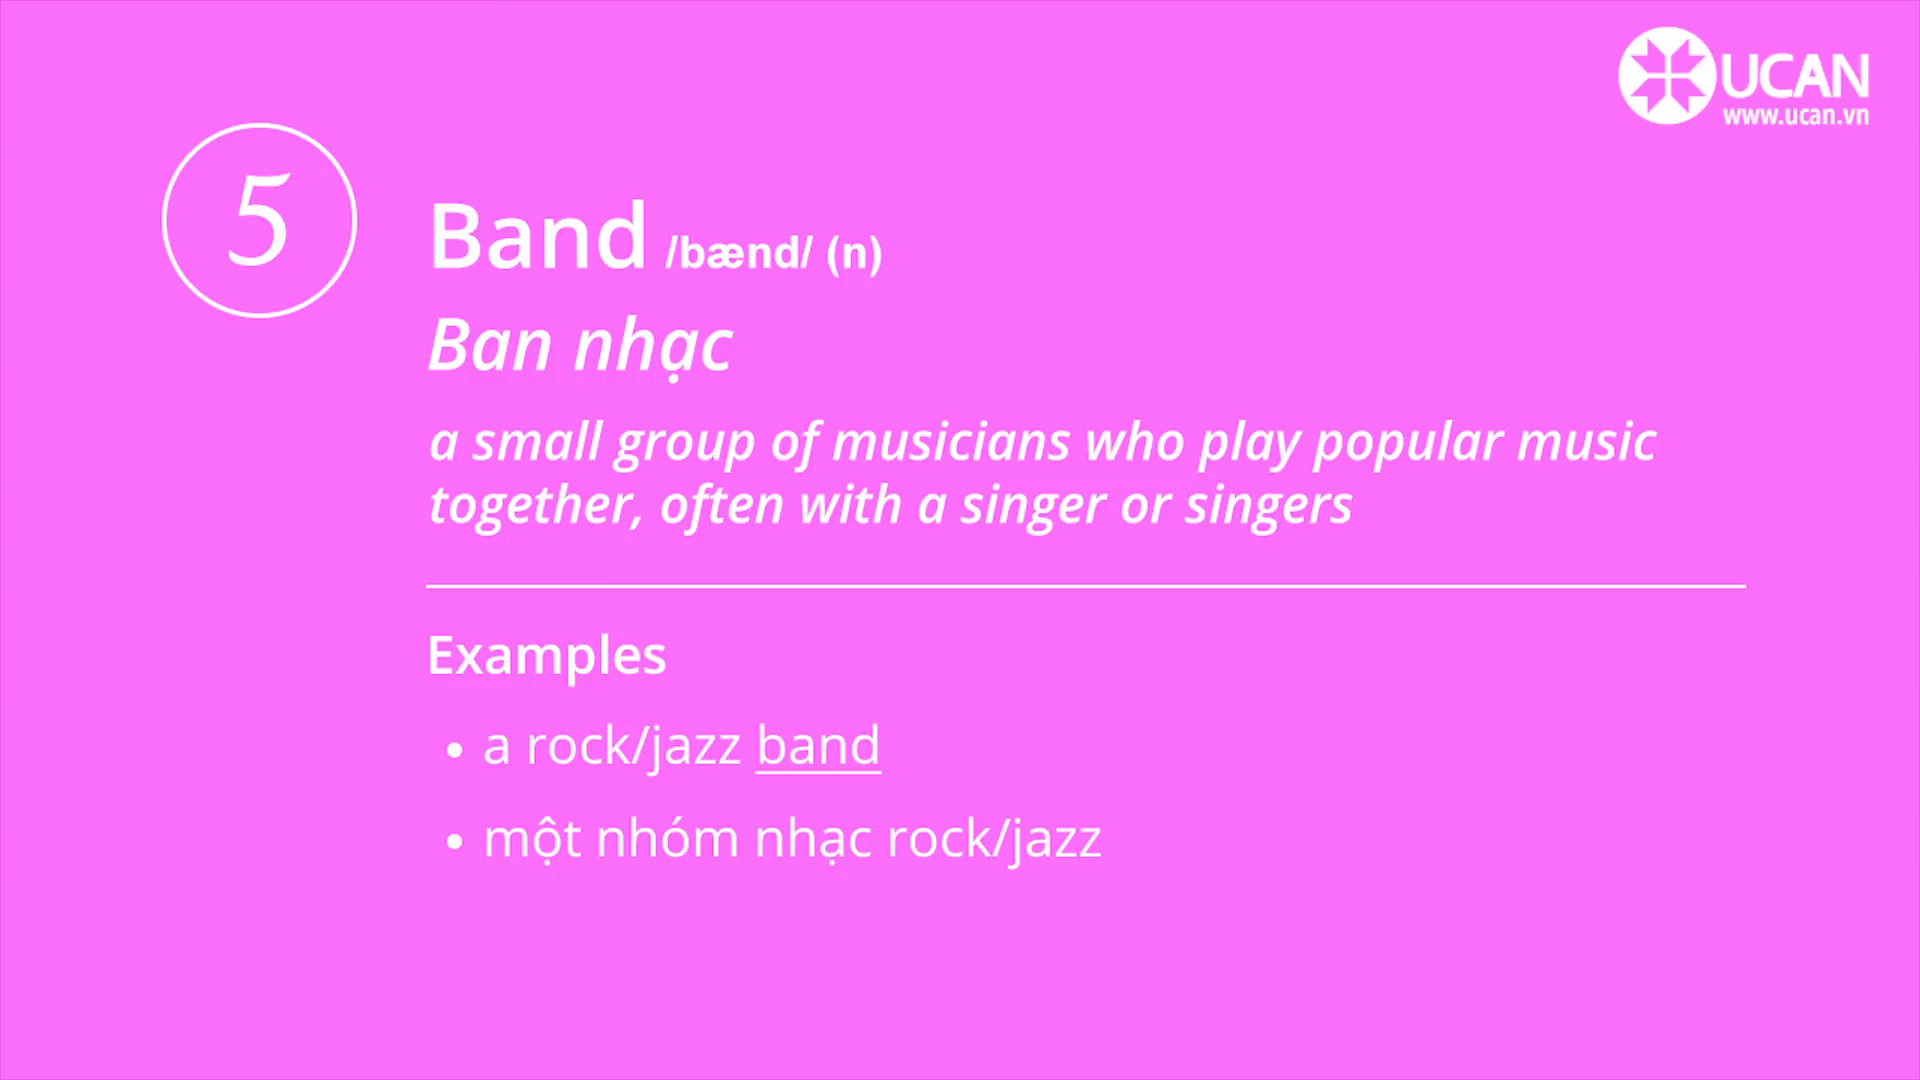 UCAN
www.ucan.vn
5
Band /bænd/ (n)
Ban nhạc
a small group of musicians who play popular music
together, often with a singer or singers
Examples
• a rock/jazz band
• một nhóm nhạc rock/jazz